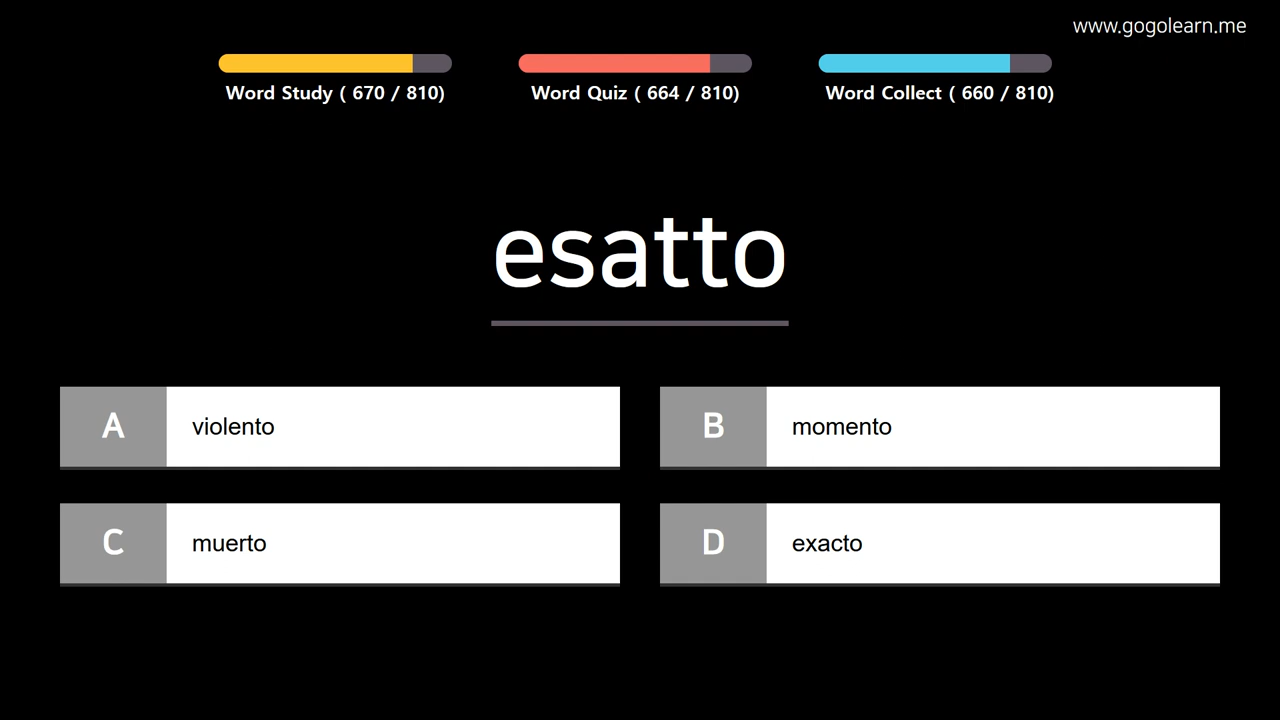 www.gogolearn.me
Word Study ( 670 / 810)
Word Quiz ( 664 / 810)
Word Collect ( 660 / 810)
esatto
A violento
B momento
C muerto
D exacto